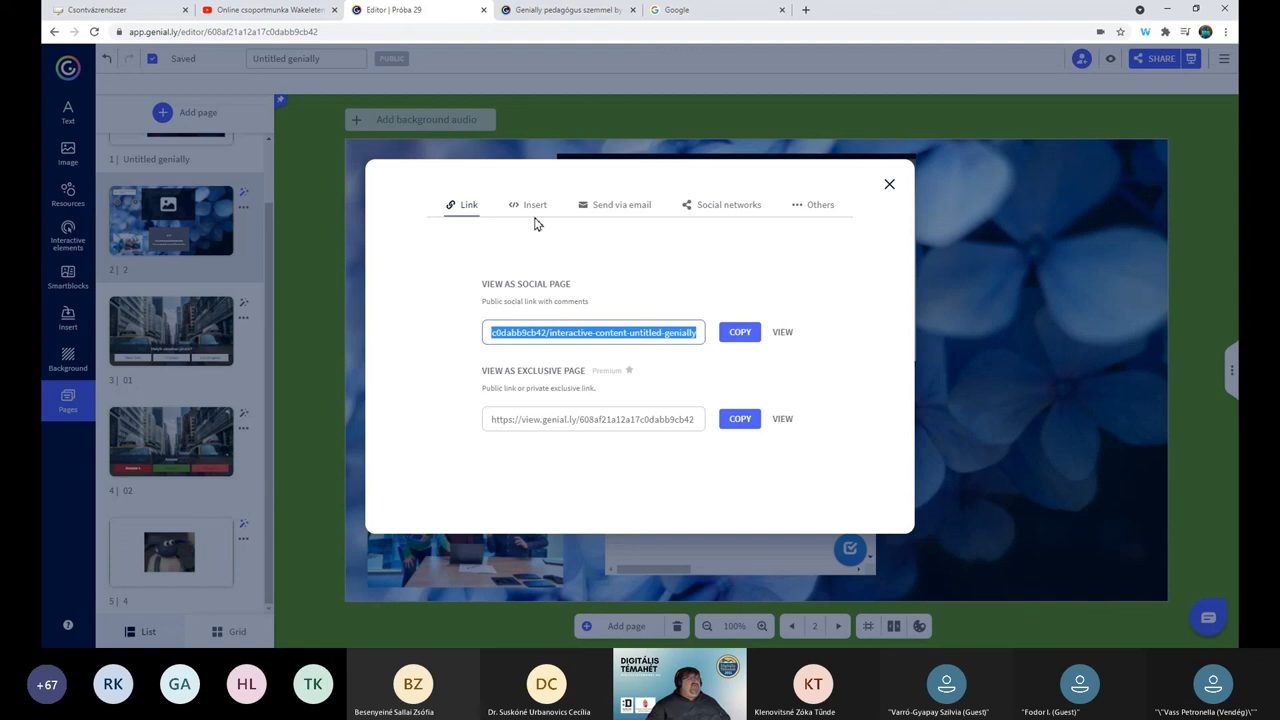 Csontvázrendszer
Online csoportmunka Wakeleten
Editor | Próba 29
Genially pedagógus szemmel by
Google
app.genial.ly/editor/608af21a12a17c0dabb9cb42
Saved
Untitled genially
PUBLIC
SHARE
Text
Image
Resources
Interactive
elements
Smartblocks
Insert
Background
Pages
Add page
1 | Untitled genially
2 | 2
3 | 01
4 | 02
5 | 4
List
Grid
Add background audio
Link
Insert
Send via email
Social networks
Others
VIEW AS SOCIAL PAGE
Public social link with comments
c0dabb9cb42/interactive-content-untitled-genially
COPY
VIEW
VIEW AS EXCLUSIVE PAGE
Premium
Public link or private exclusive link.
https://view.genial.ly/608af21a12a17c0dabb9cb42
COPY
VIEW
Add page
100%
2
+67
RK
GA
HL
TK
BZ
Besenyeiné Sallai Zsófia
DC
Dr. Suskóné Urbanovics Cecília
DIGITÁLIS
TÉMAHÉT
KT
Klenovitsné Zóka Tünde
"Varró-Gyapay Szilvia (Guest)"
"Fodor I. (Guest)"
"\"Vass Petronella (Vendég)\"